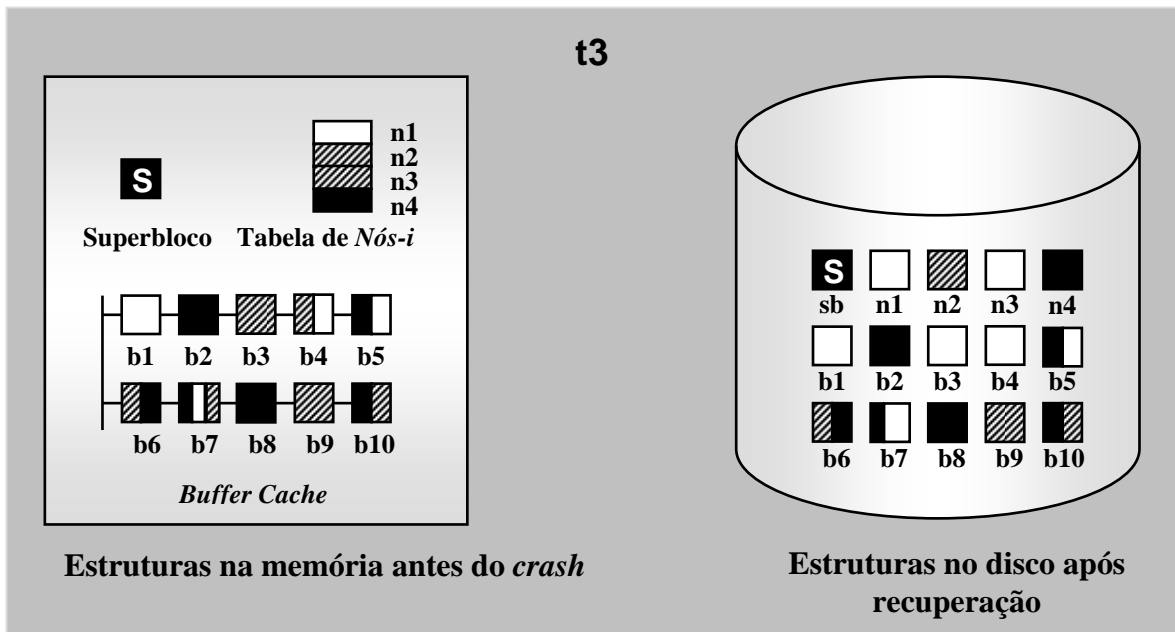 t3
S
n1
n2
n3
n4
Superbloco Tabela de Nós-i
b1 b2 b3 b4 b5
b6 b7 b8 b9 b10
Buffer Cache
Estruturas na memória antes do crash
S
sb n1 n2 n3 n4
b1 b2 b3 b4 b5
b6 b7 b8 b9 b10
Estruturas no disco após
recuperação